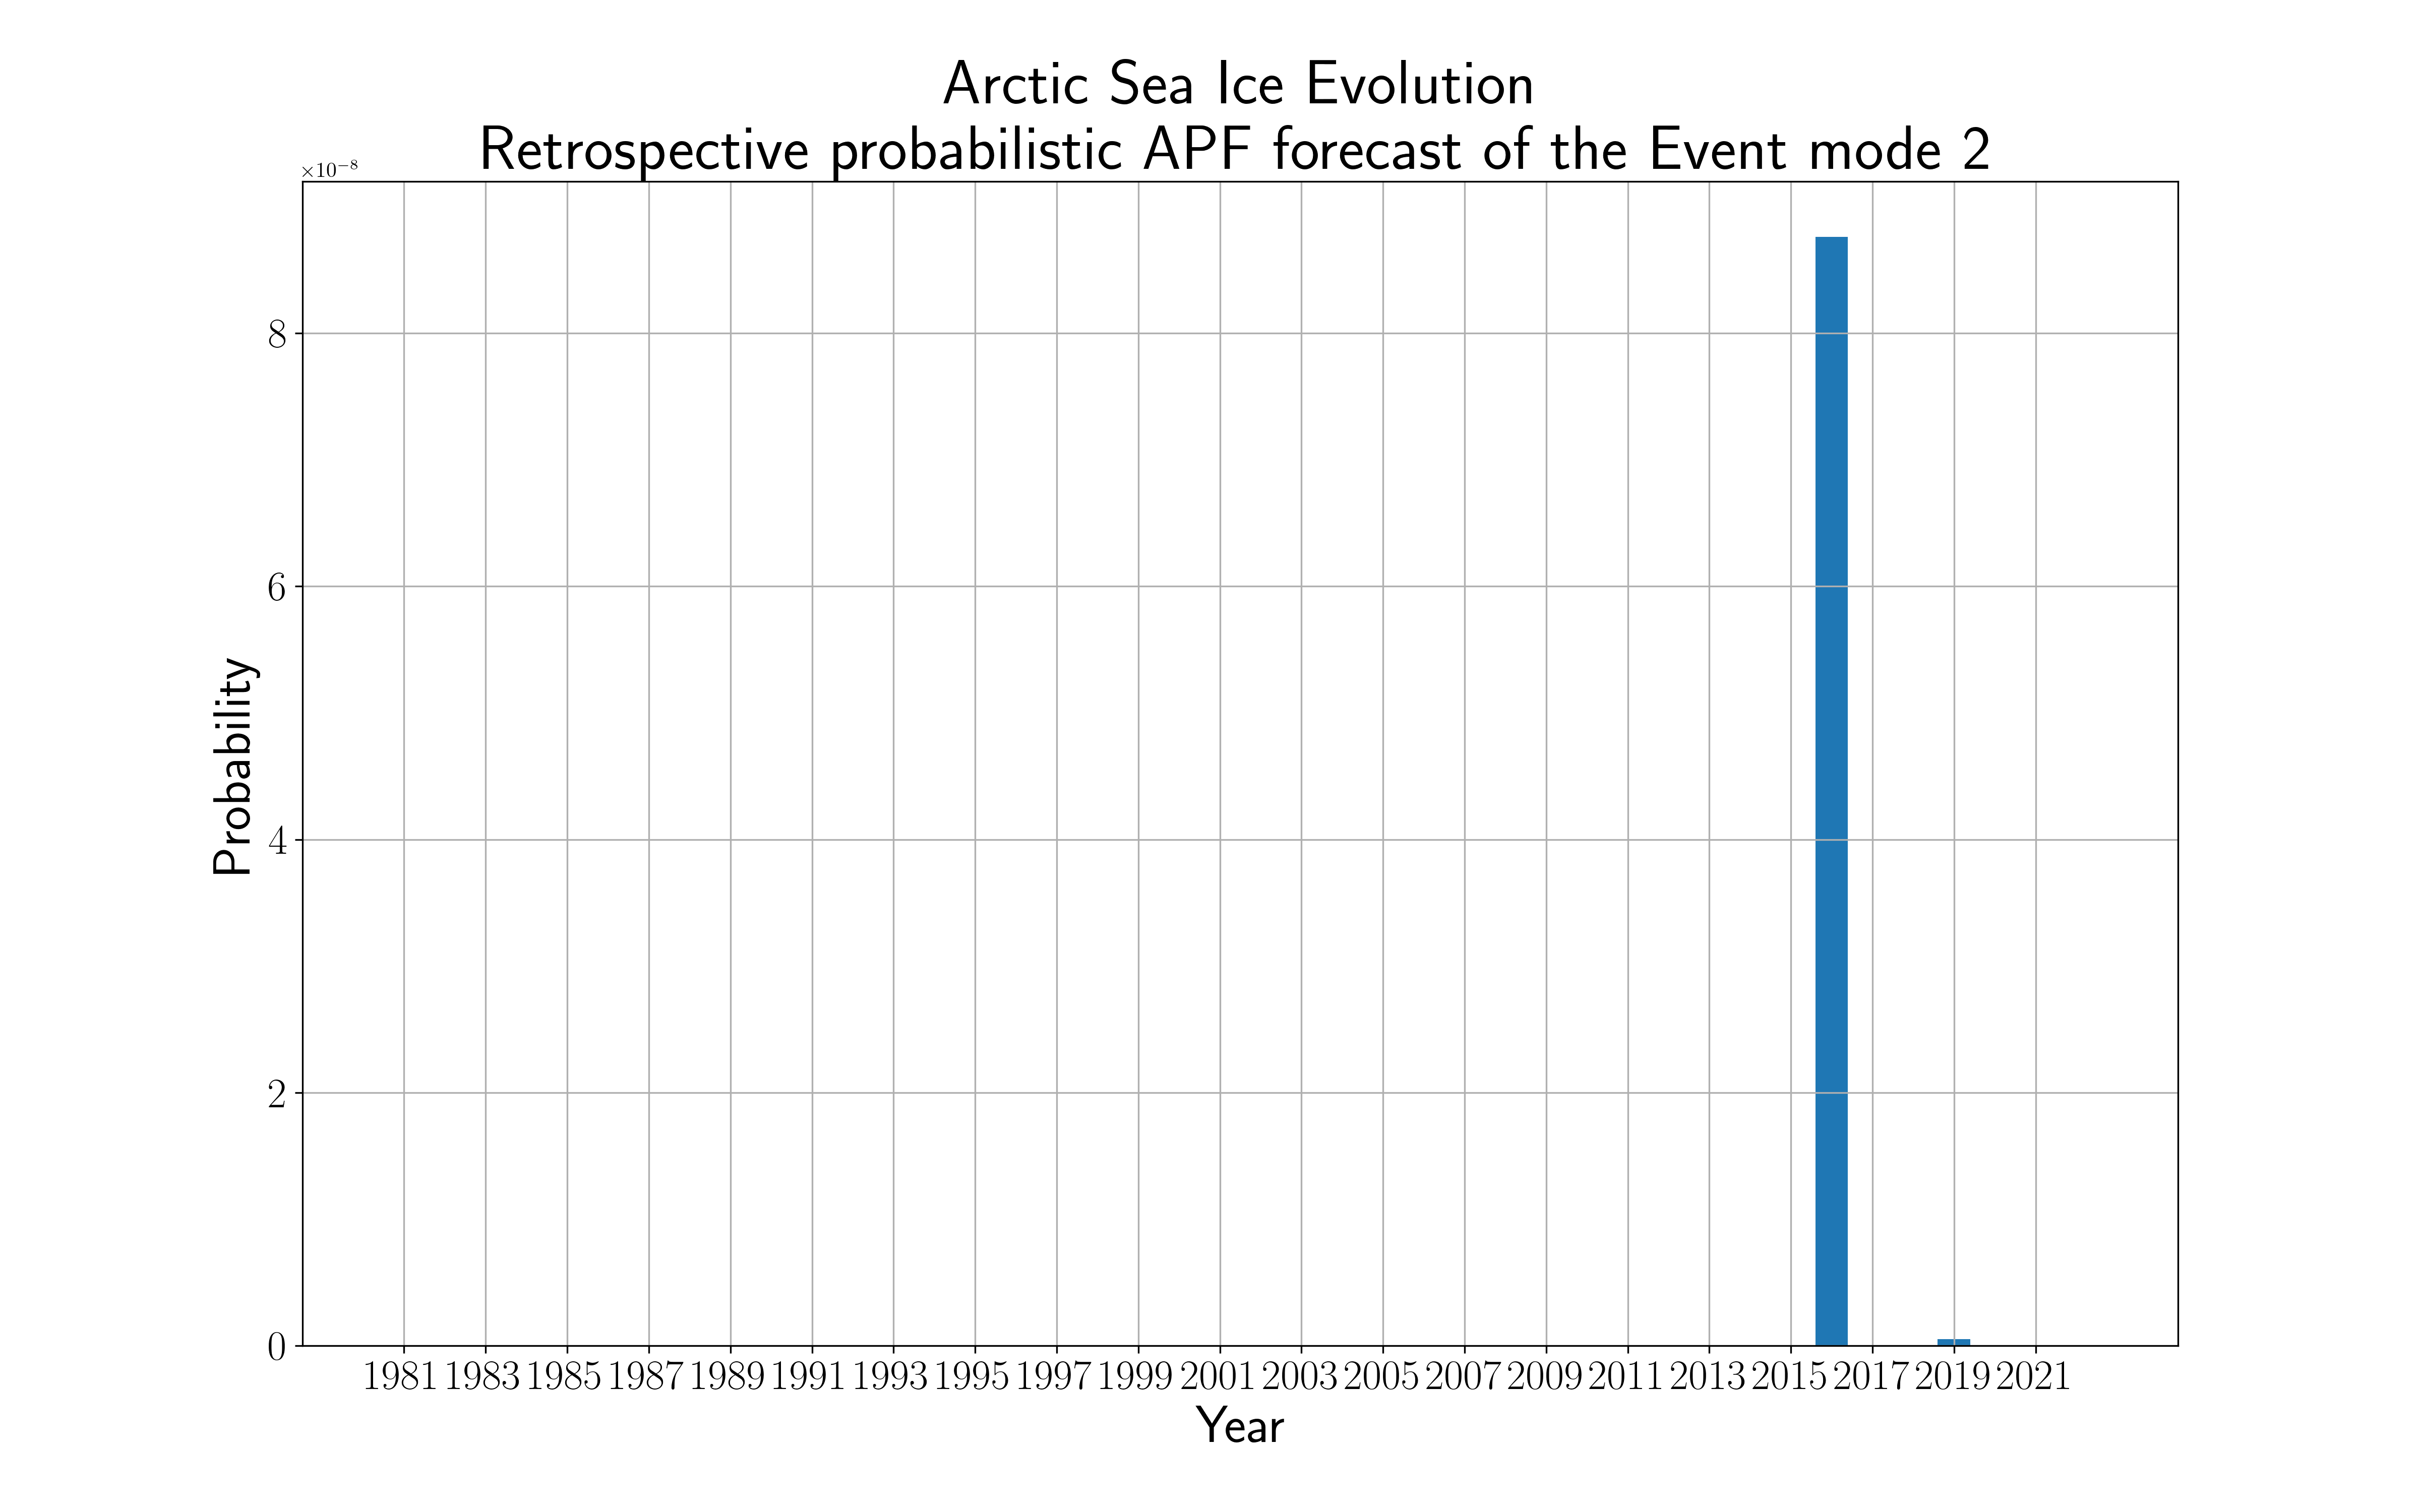 Arctic Sea Ice Evolution
Retrospective probabilistic APF forecast of the Event mode 2
×10⁻⁸
8
6
4
2
0
Probability
1981 1983 1985 1987 1989 1991 1993 1995 1997 1999 2001 2003 2005 2007 2009 2011 2013 2015 2017 2019 2021
Year